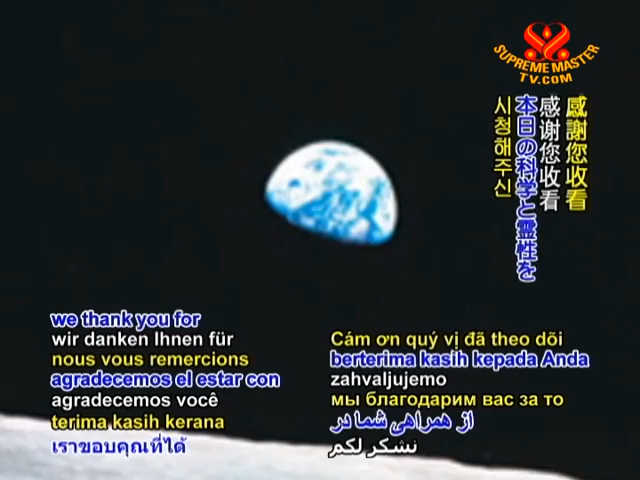 SUPREME MASTER
TV.COM
感謝您收看
感谢您收看
本日の科学と霊性を
시청해주신
we thank you for
wir danken Ihnen für
nous vous remercions
agradecemos el estar con
agradecemos você
terima kasih kerana
เราขอบคุณที่ได้
Cám ơn quý vị đã theo dõi
berterima kasih kepada Anda
zahvaljujemo
мы благодарим вас за то
از همراهی شما در
نشكر لكم